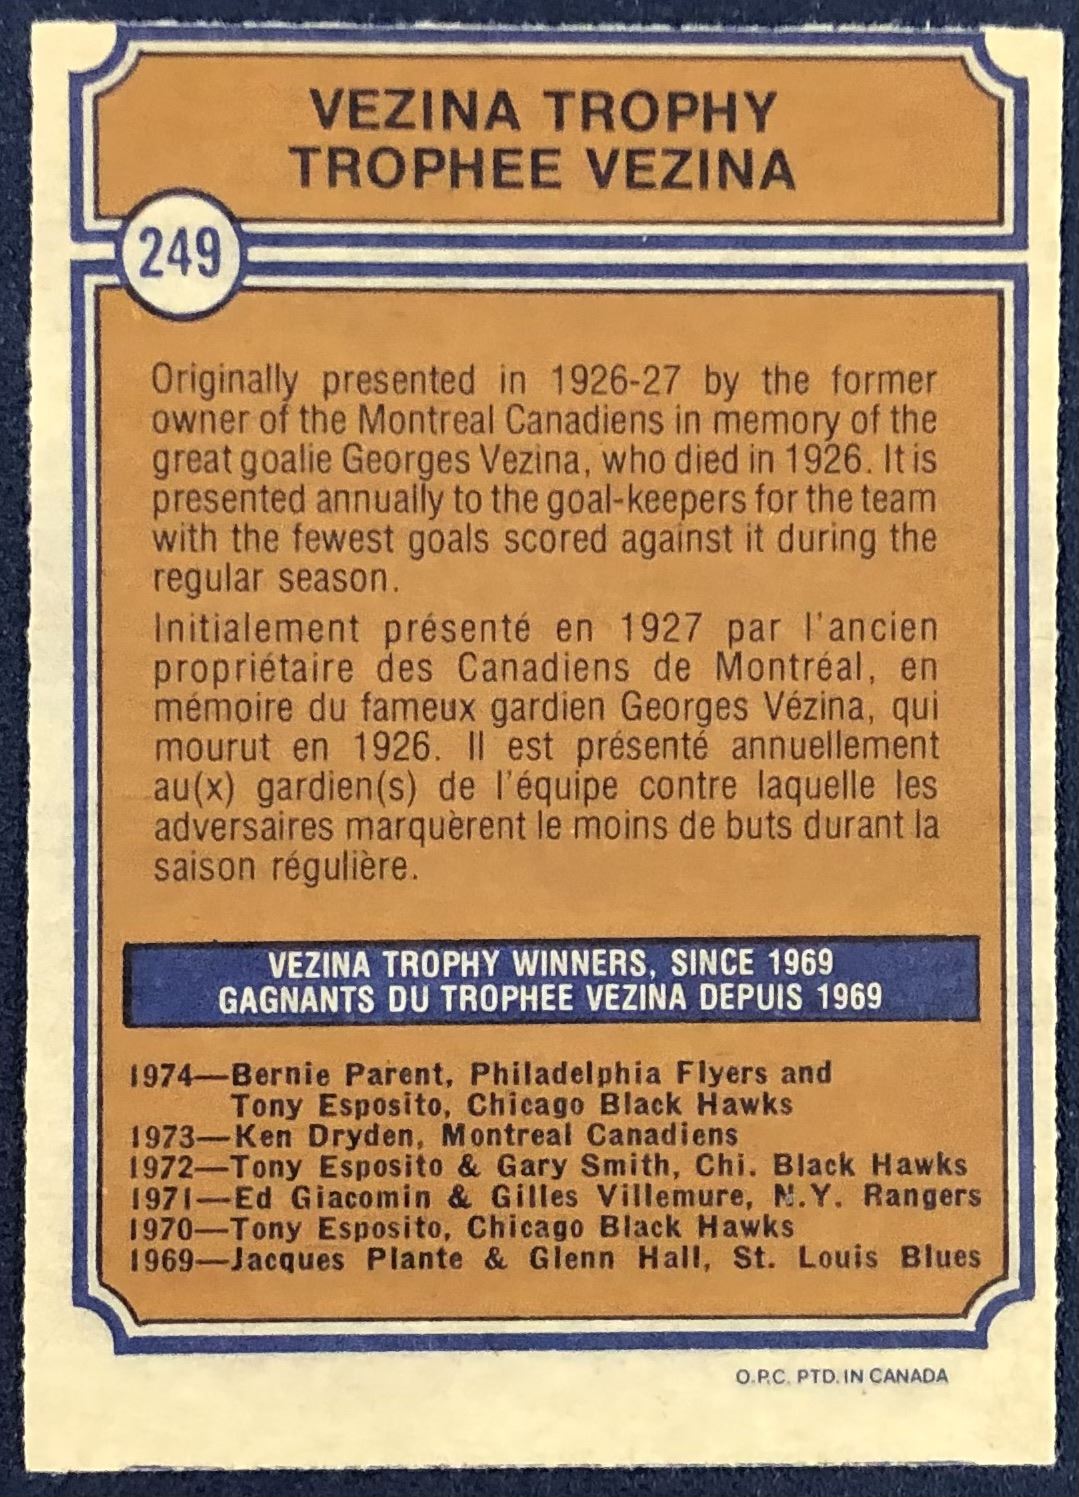 VEZINA TROPHY
TROPHEE VEZINA
249
Originally presented in 1926-27 by the former
owner of the Montreal Canadiens in memory of the
great goalie Georges Vezina, who died in 1926. It is
presented annually to the goal-keepers for the team
with the fewest goals scored against it during the
regular season.
Initialement présenté en 1927 par l'ancien
propriétaire des Canadiens de Montréal, en
mémoire du fameux gardien Georges Vézina, qui
mourut en 1926. Il est présenté annuellement
au(x) gardien(s) de l'équipe contre laquelle les
adversaires marquèrent le moins de buts durant la
saison régulière.
VEZINA TROPHY WINNERS, SINCE 1969
GAGNANTS DU TROPHEE VEZINA DEPUIS 1969
1974—Bernie Parent, Philadelphia Flyers and
Tony Esposito, Chicago Black Hawks
1973—Ken Dryden, Montreal Canadiens
1972—Tony Esposito & Gary Smith, Chi. Black Hawks
1971—Ed Giacomin & Gilles Villemure, N.Y. Rangers
1970—Tony Esposito, Chicago Black Hawks
1969—Jacques Plante & Glenn Hall, St. Louis Blues
O.P.C. PTD. IN CANADA